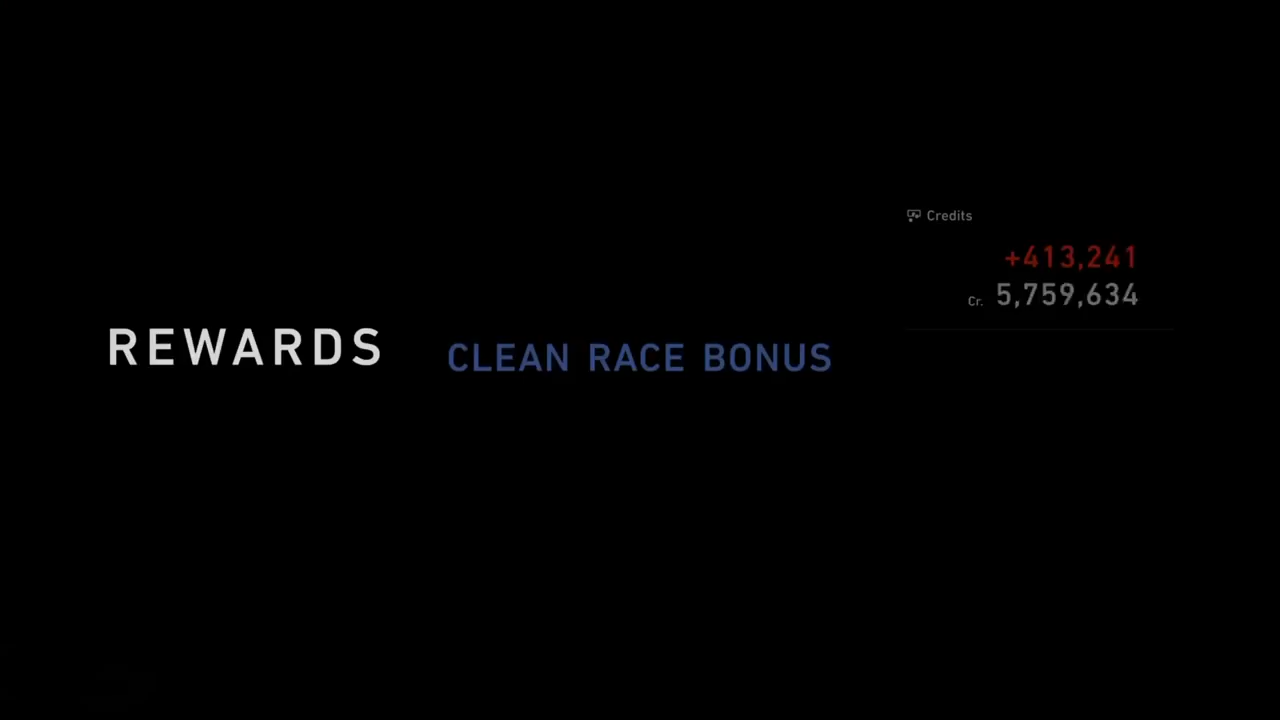 REWARDS
CLEAN RACE BONUS
Credits
+413,241
Cr. 5,759,634